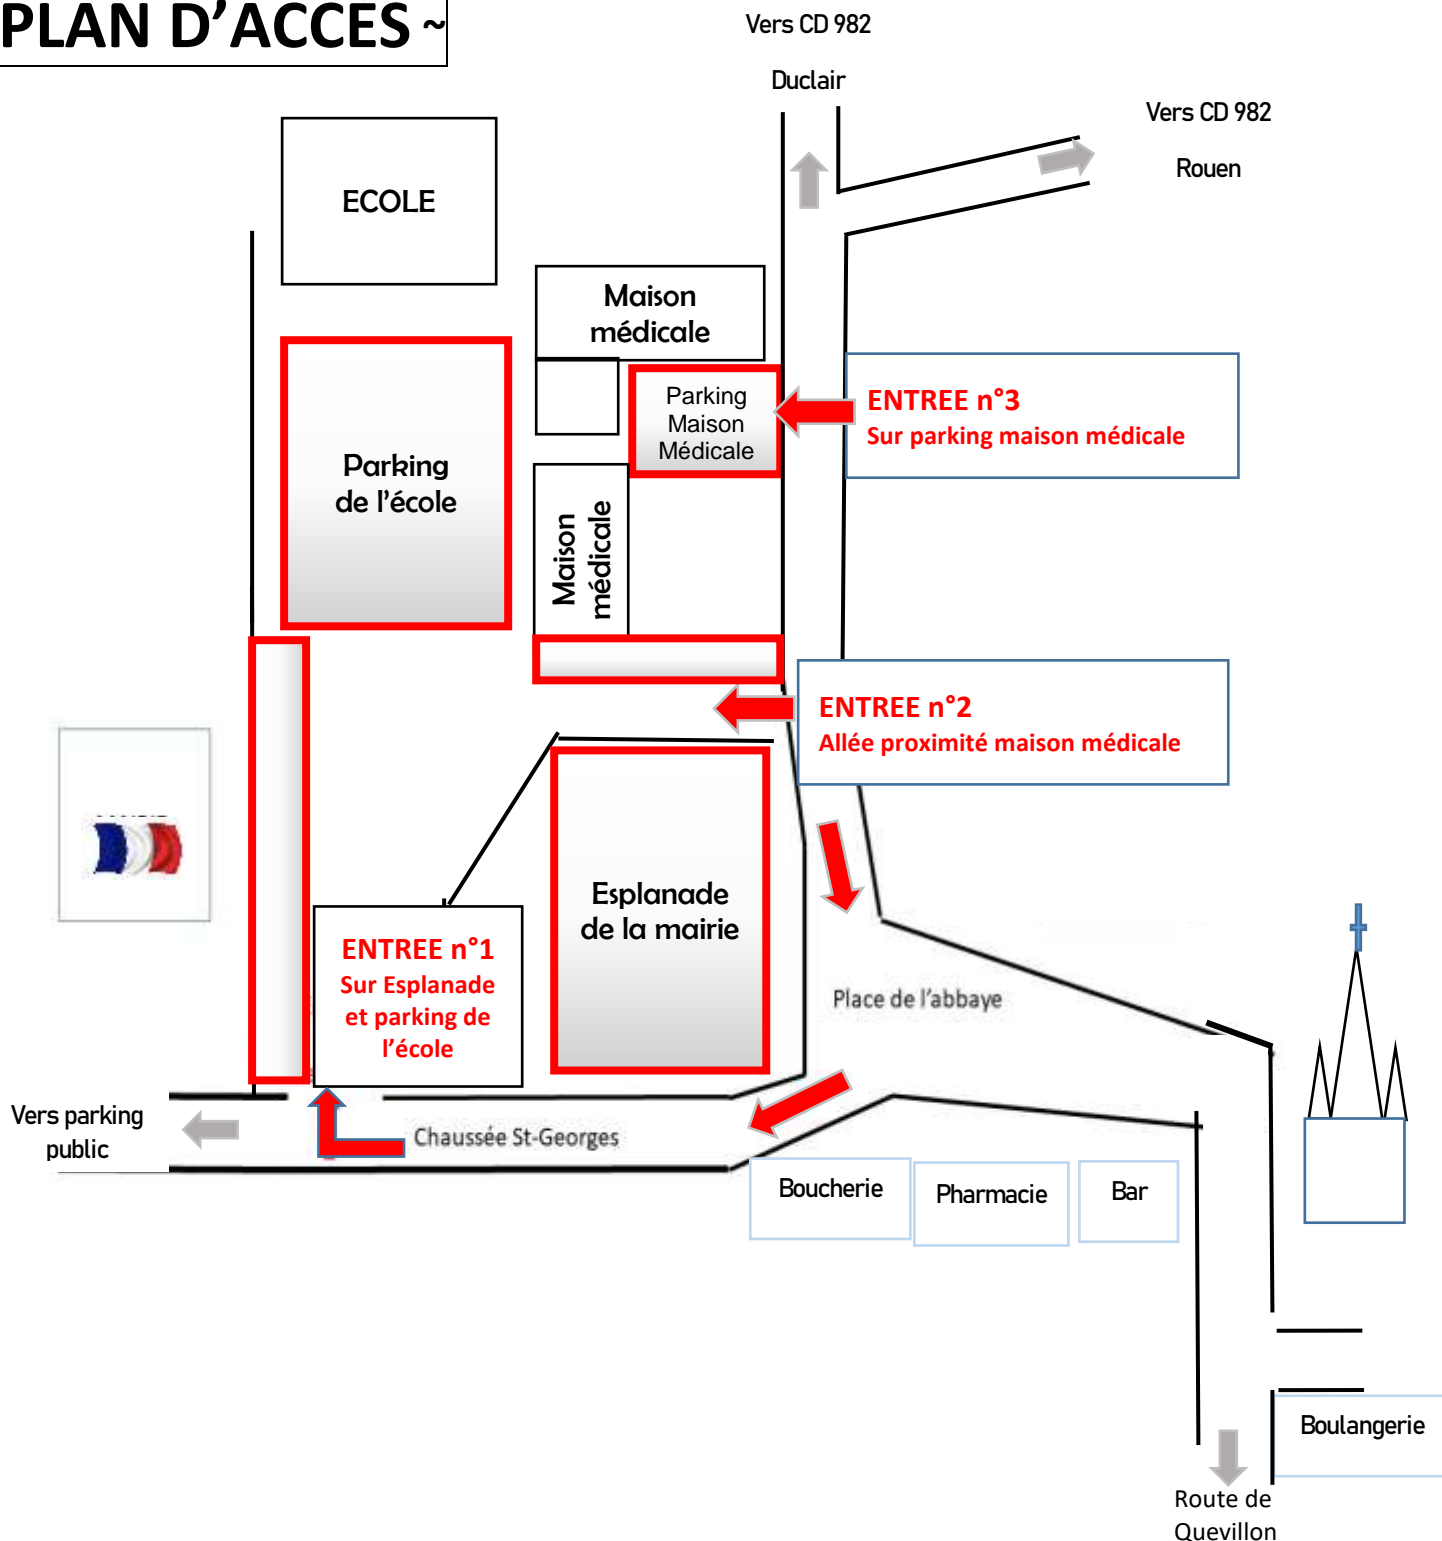 PLAN D’ACCES ~
Vers CD 982
Duclair
Vers CD 982
Rouen
ECOLE
Maison
médicale
Parking
Maison
Médicale
ENTREE n°3
Sur parking maison médicale
Parking
de l’école
Maison
médicale
ENTREE n°2
Allée proximité maison médicale
Esplanade
de la mairie
ENTREE n°1
Sur Esplanade
et parking de
l’école
Place de l’abbaye
Vers parking
public
Chaussée St-Georges
Boucherie
Pharmacie
Bar
Boulangerie
Route de
Quevillon